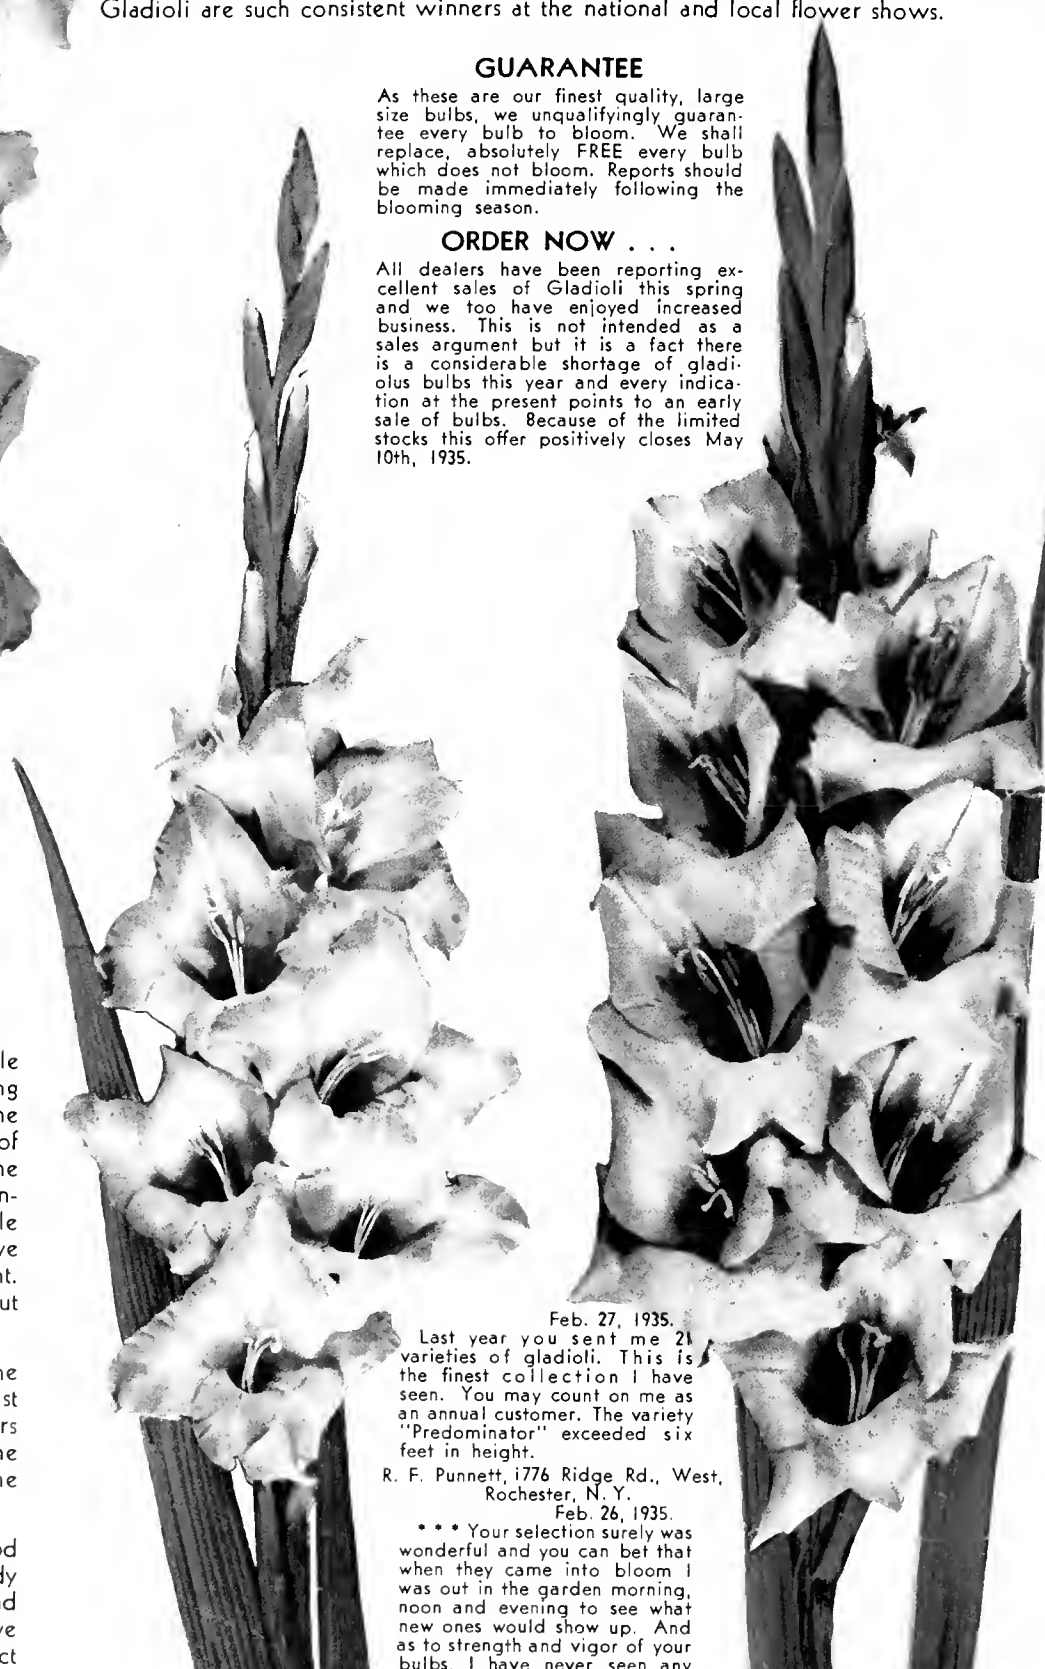 Gladioli are such consistent winners at the national and local flower shows.
GUARANTEE
As these are our finest quality, large
size bulbs, we unqualifyingly guaran-
tee every bulb to bloom. We shall
replace, absolutely FREE every bulb
which does not bloom. Reports should
be made immediately following the
blooming season.
ORDER NOW . . .
All dealers have been reporting ex-
cellent sales of Gladioli this spring
and we too have enjoyed increased
business. This is not intended as a
sales argument but it is a fact there
is a considerable shortage of gladi-
olus bulbs this year and every indica-
tion at the present points to an early
sale of bulbs. Because of the limited
stocks this offer positively closes May
10th, 1935.
le
ng
ne
of
ne
n-
le
ve
nt.
ut
ne
st
rs
ne
ne
od
dy
nd
ve
ct
Feb. 27, 1935.
Last year you sent me 21
varieties of gladioli. This is
the finest collection I have
seen. You may count on me as
an annual customer. The variety
"Predominator" exceeded six
feet in height.
R. F. Punnett, 1776 Ridge Rd., West,
Rochester, N. Y.
Feb. 26, 1935.
* * * Your selection surely was
wonderful and you can bet that
when they came into bloom I
was out in the garden morning,
noon and evening to see what
new ones would show up. And
as to strength and vigor of your
bulbs, I have never seen any